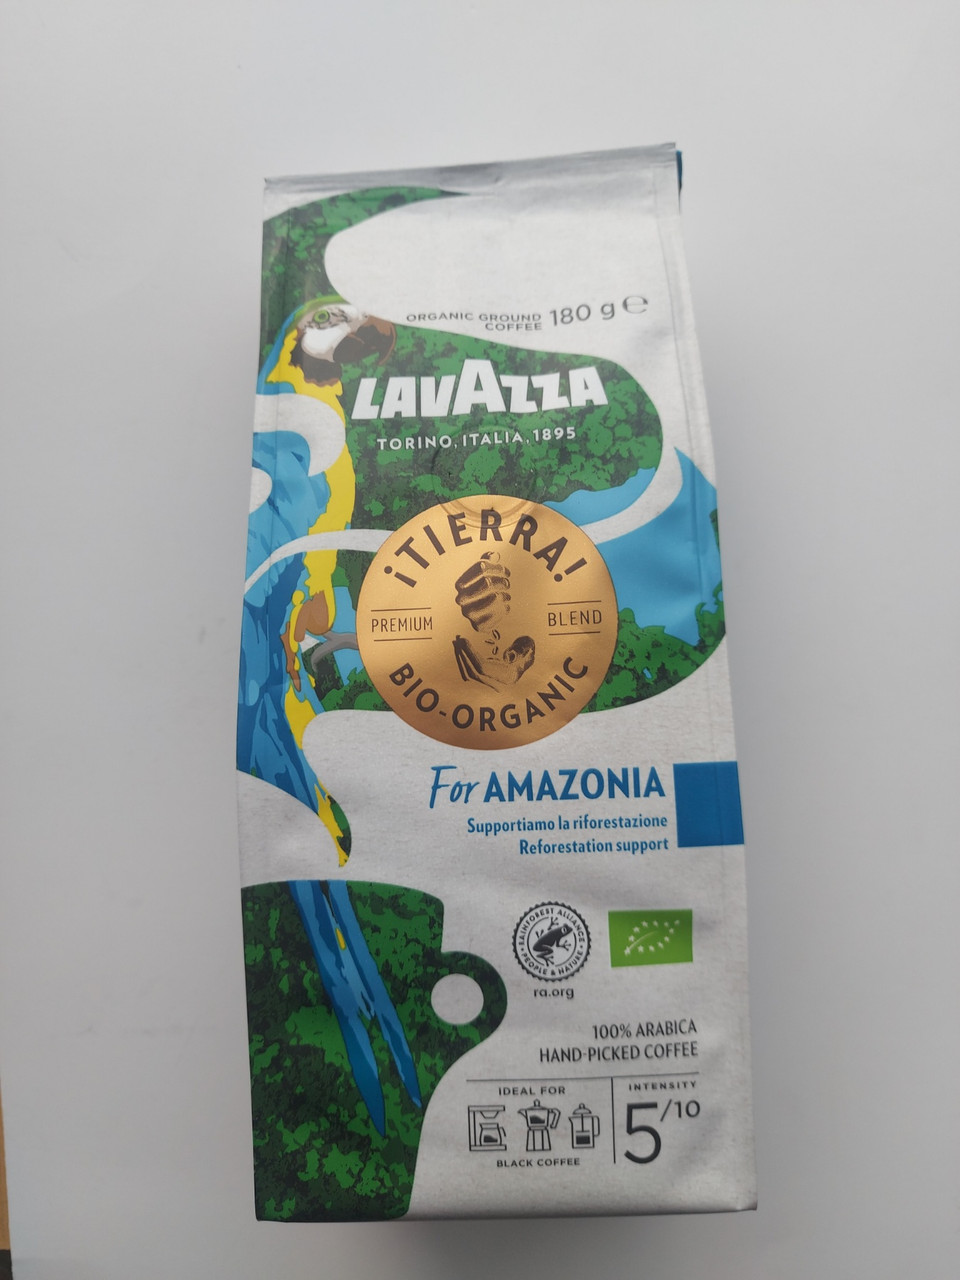 ORGANIC GROUND
COFFEE
180 g ℮
LAVAZZA
TORINO, ITALIA, 1895
¡TIERRA!
PREMIUM
BLEND
BIO-ORGANIC
For AMAZONIA
Supportiamo la riforestazione
Reforestation support
RAINFOREST ALLIANCE
PEOPLE & NATURE
ra.org
100% ARABICA
HAND-PICKED COFFEE
IDEAL FOR
BLACK COFFEE
INTENSITY
5/10